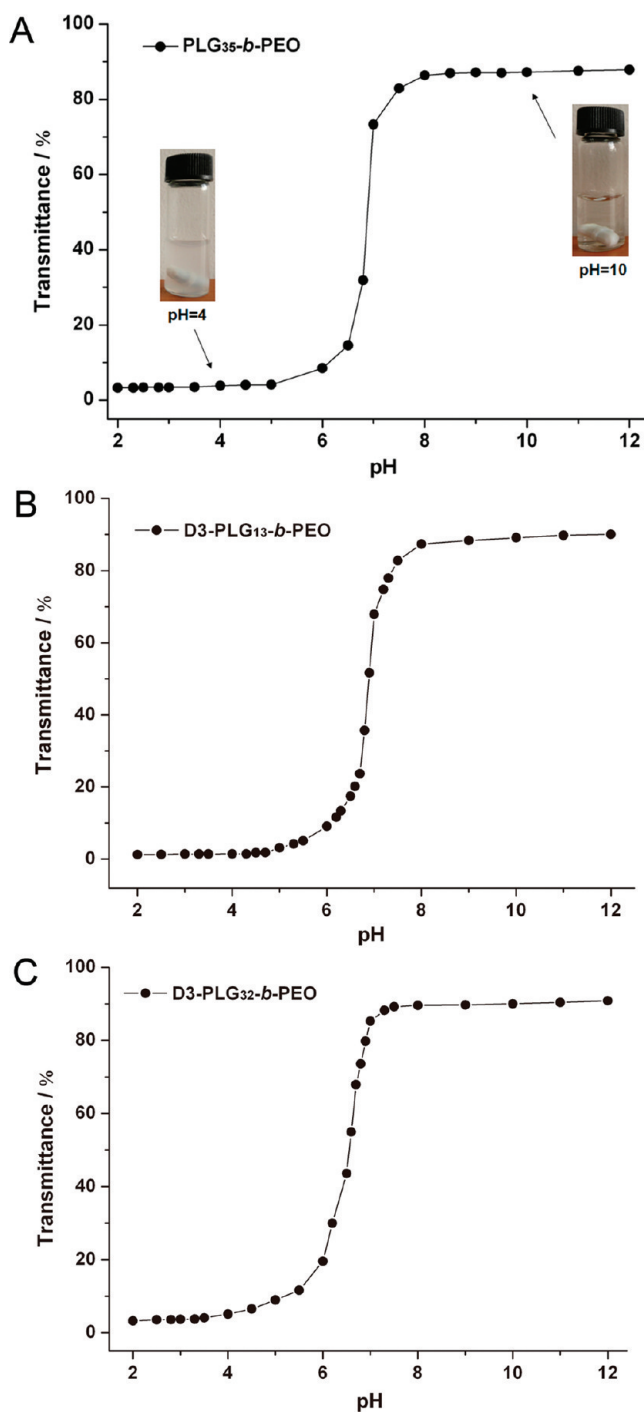 A
PLG35-b-PEO
100
80
60
40
20
0
Transmittance / %
pH=4
pH=10
2 4 6 8 10 12
pH
B
D3-PLG13-b-PEO
100
80
60
40
20
0
Transmittance / %
2 4 6 8 10 12
pH
C
D3-PLG32-b-PEO
100
80
60
40
20
0
Transmittance / %
2 4 6 8 10 12
pH